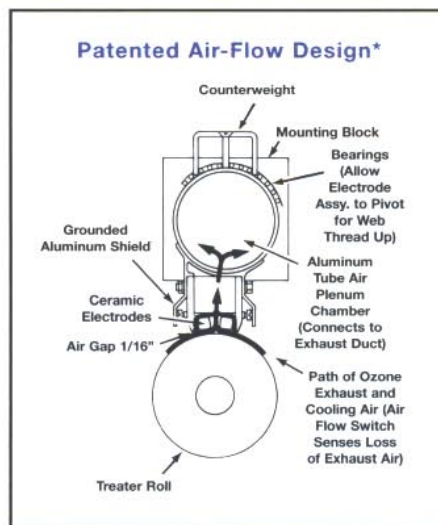 Patented Air-Flow Design*
Counterweight
Mounting Block
Bearings
(Allow
Electrode
Assy. to Pivot
for Web
Thread Up)
Grounded
Aluminum Shield
Aluminum
Tube Air
Plenum
Chamber
(Connects to
Exhaust Duct)
Ceramic
Electrodes
Air Gap 1/16"
Path of Ozone
Exhaust and
Cooling Air (Air
Flow Switch
Senses Loss
of Exhaust Air)
Treater Roll